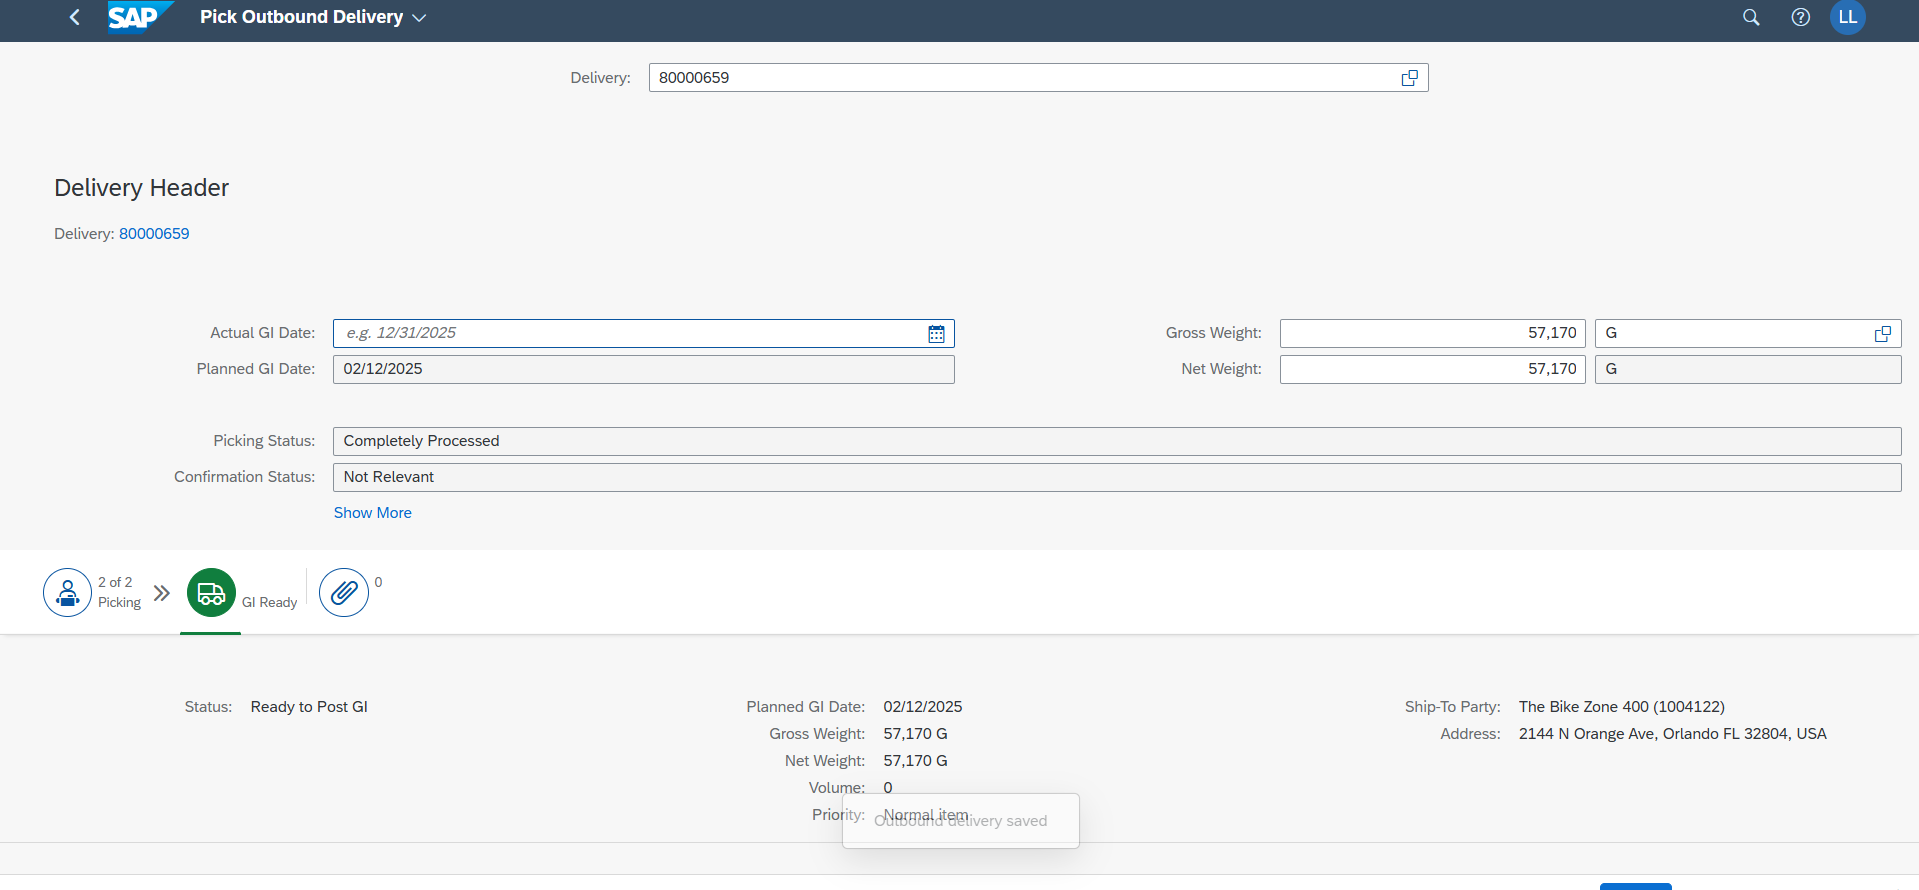 SAP Pick Outbound Delivery LL
Delivery: 80000659
Delivery Header
Delivery: 80000659
Actual GI Date: e.g. 12/31/2025 Gross Weight: 57,170 G
Planned GI Date: 02/12/2025 Net Weight: 57,170 G
Picking Status: Completely Processed
Confirmation Status: Not Relevant
Show More
2 of 2
Picking
GI Ready
0
Status: Ready to Post GI
Planned GI Date: 02/12/2025
Gross Weight: 57,170 G
Net Weight: 57,170 G
Volume: 0
Priority: Normal item
Ship-To Party: The Bike Zone 400 (1004122)
Address: 2144 N Orange Ave, Orlando FL 32804, USA
Outbound delivery saved